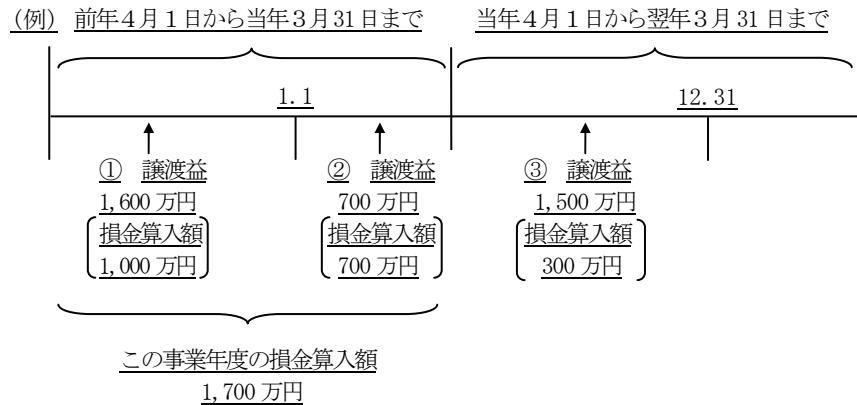 (例) 前年4月1日から当年3月31日まで 当年4月1日から翌年3月31日まで
1.1 12.31
① 譲渡益 ② 譲渡益 ③ 譲渡益
1,600万円 700万円 1,500万円
損金算入額 損金算入額 損金算入額
1,000万円 700万円 300万円
この事業年度の損金算入額
1,700万円